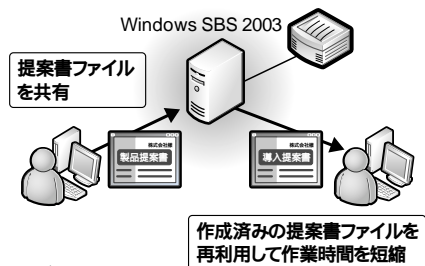 Windows SBS 2003
提案書ファイル
を共有
株式会社様
製品提案書
株式会社様
導入提案書
作成済みの提案書ファイルを
再利用して作業時間を短縮